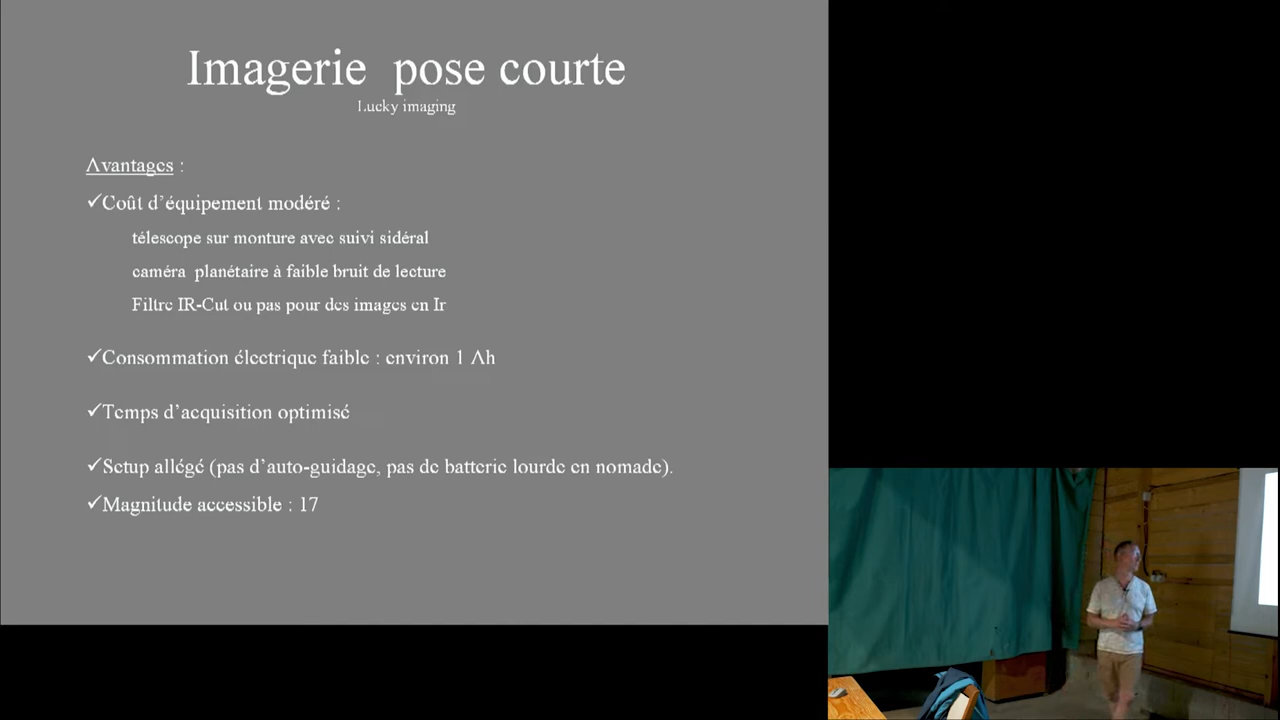 Imagerie pose courte
Lucky imaging
Avantages :
✓Coût d’équipement modéré :
télescope sur monture avec suivi sidéral
caméra planétaire à faible bruit de lecture
Filtre IR-Cut ou pas pour des images en Ir
✓Consommation électrique faible : environ 1 Ah
✓Temps d’acquisition optimisé
✓Setup allégé (pas d’auto-guidage, pas de batterie lourde en nomade).
✓Magnitude accessible : 17